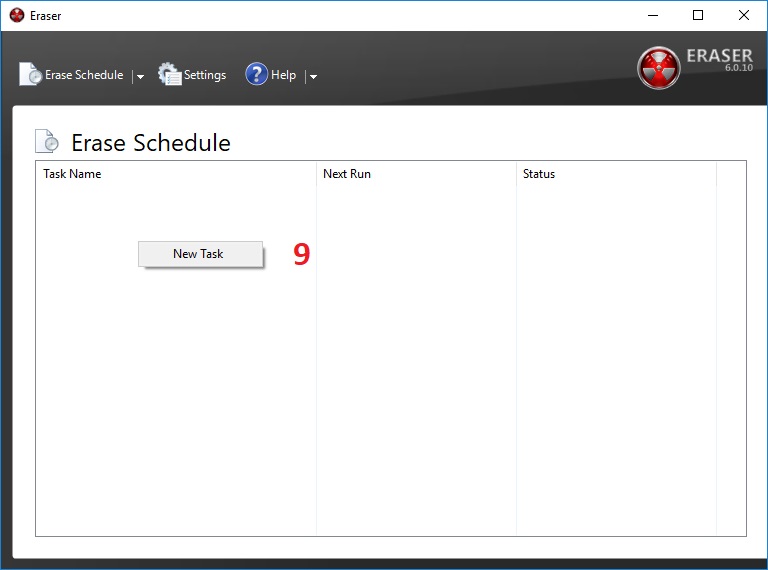 Eraser
Erase Schedule Settings Help
ERASER
6.0.10
Erase Schedule
Task Name Next Run Status
New Task 9